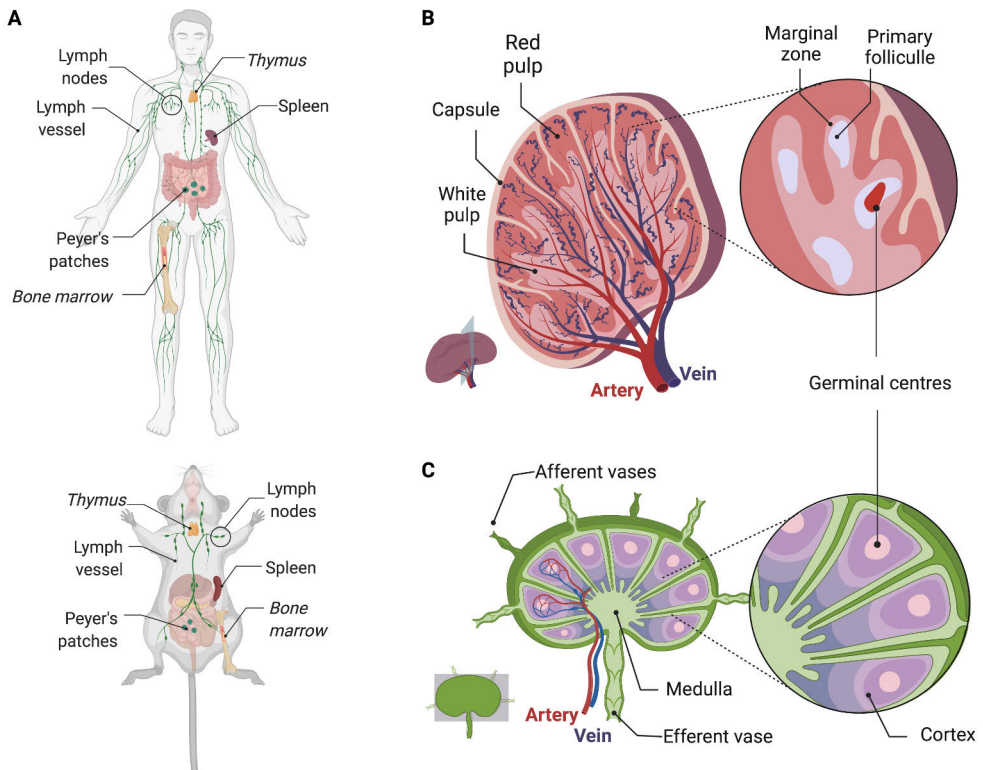 A
Lymph
nodes
Thymus
Lymph
vessel
Spleen
Peyer's
patches
Bone marrow
Thymus
Lymph
nodes
Lymph
vessel
Spleen
Peyer's
patches
Bone
marrow
B
Red
pulp
Capsule
White
pulp
Marginal
zone
Primary
follicule
Vein
Artery
Germinal centres
C
Afferent vases
Medulla
Artery
Vein
Efferent vase
Cortex